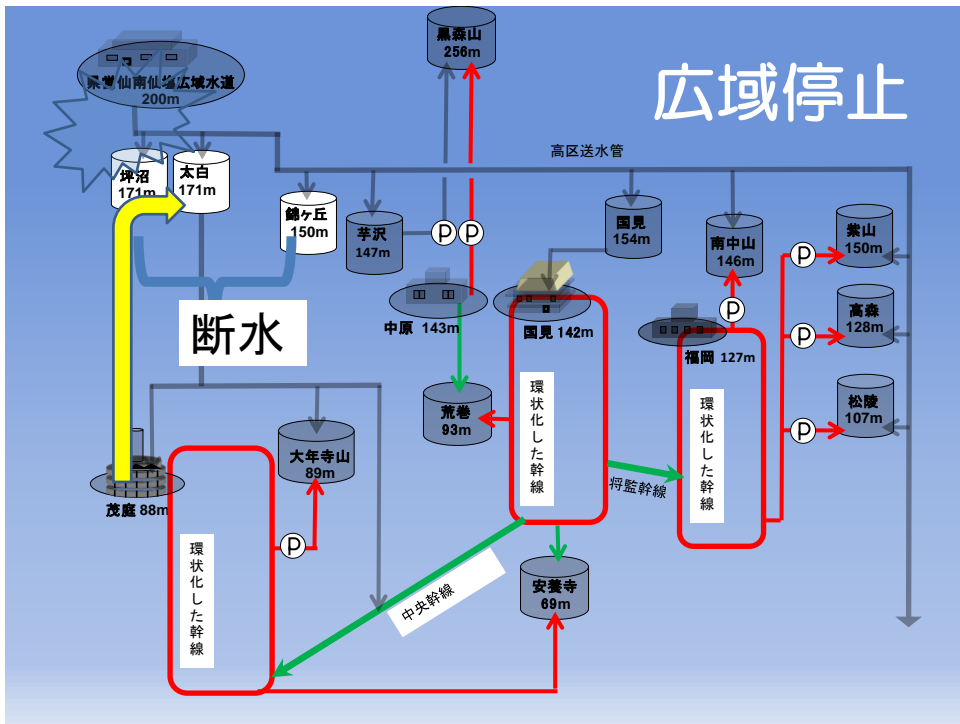 広域停止
黒森山
256m
県営仙南仙塩広域水道
200m
高区送水管
坪沼
171m
太白
171m
錦ヶ丘
150m
芋沢
147m
P
P
国見
154m
南中山
146m
紫山
150m
P
中原 143m
国見 142m
P
福岡 127m
高森
128m
P
断水
荒巻
93m
環状化した幹線
環状化した幹線
松陵
107m
P
大年寺山
89m
将監幹線
茂庭 88m
P
環状化した幹線
中央幹線
安養寺
69m